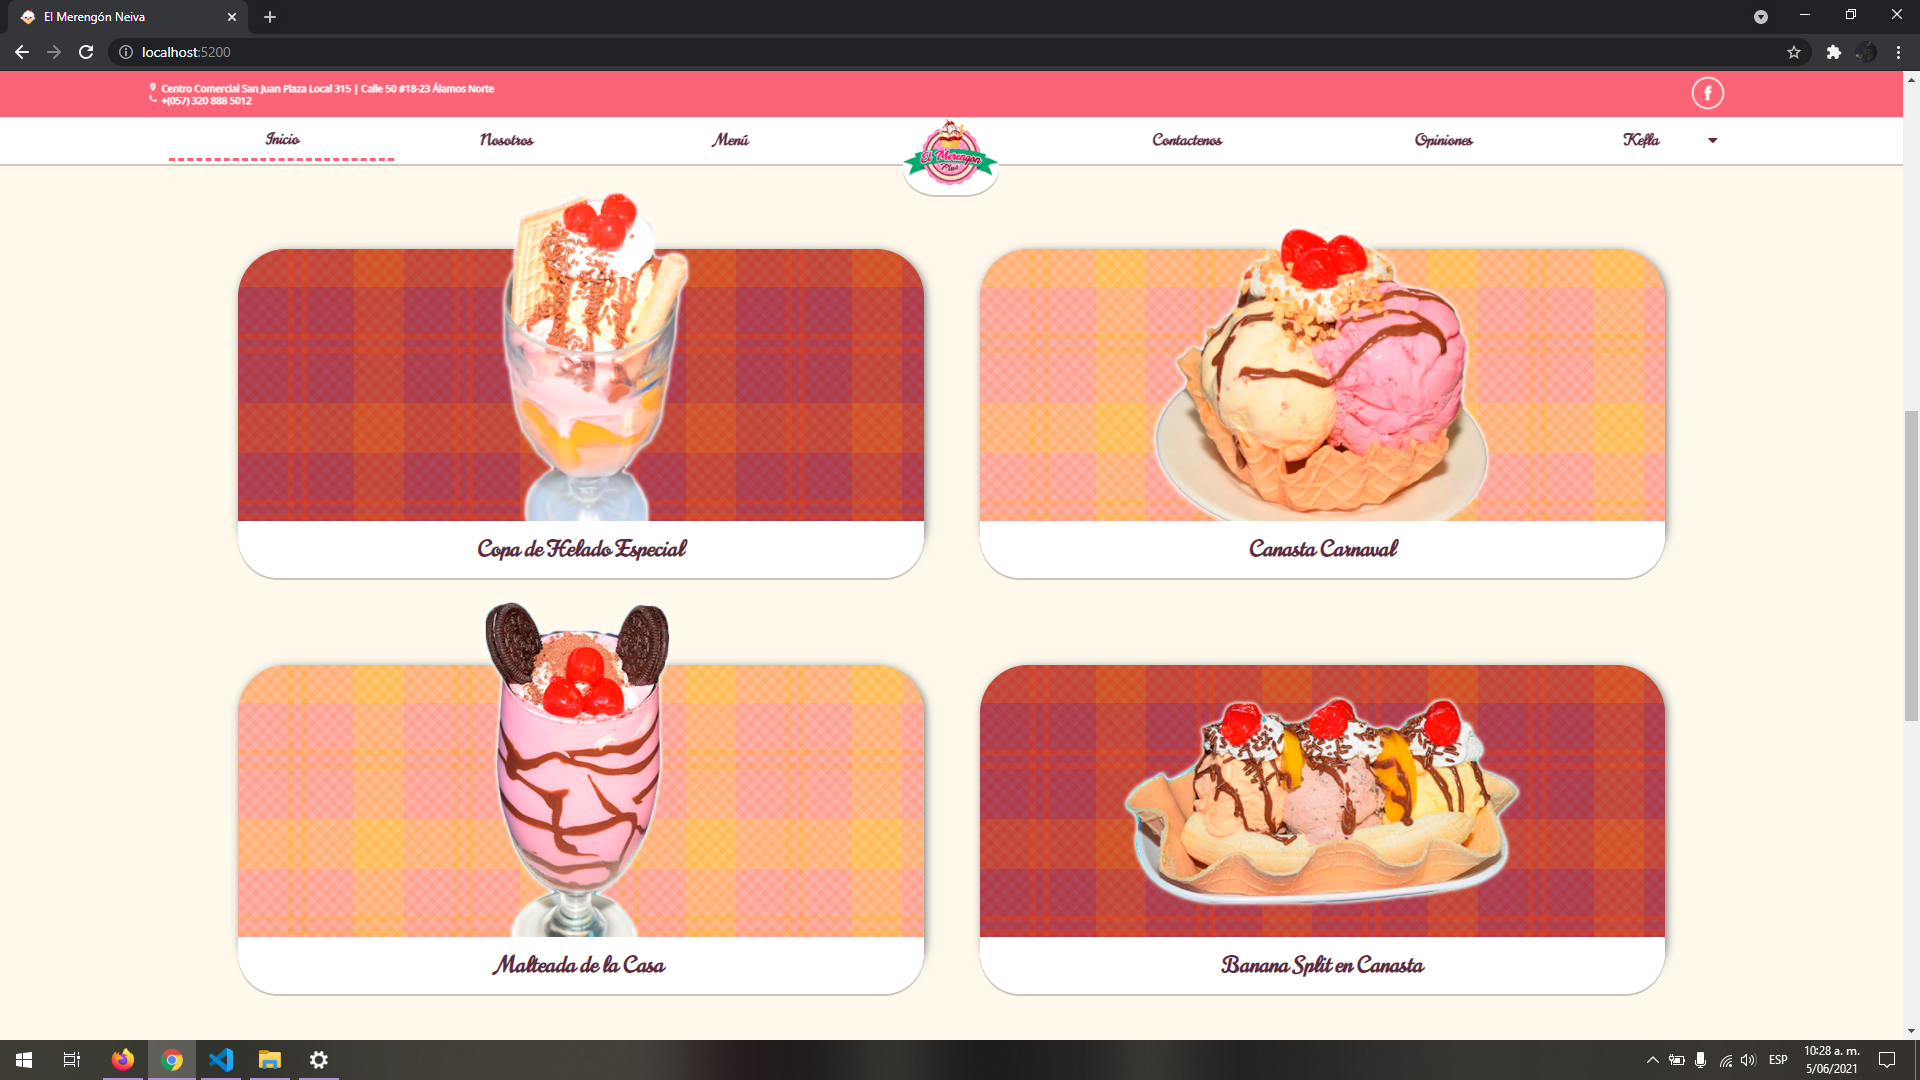 El Merengón Neiva
localhost:5200
Centro Comercial San Juan Plaza Local 315 | Calle 50 #18-23 Álamos Norte
+(057) 320 888 5012
Inicio
Nosotros
Menú
El Merengón
Plus
Contactenos
Opiniones
Kefla
Copa de Helado Especial
Canasta Carnaval
Malteada de la Casa
Banana Split en Canasta
ESP
10:28 a. m.
5/06/2021